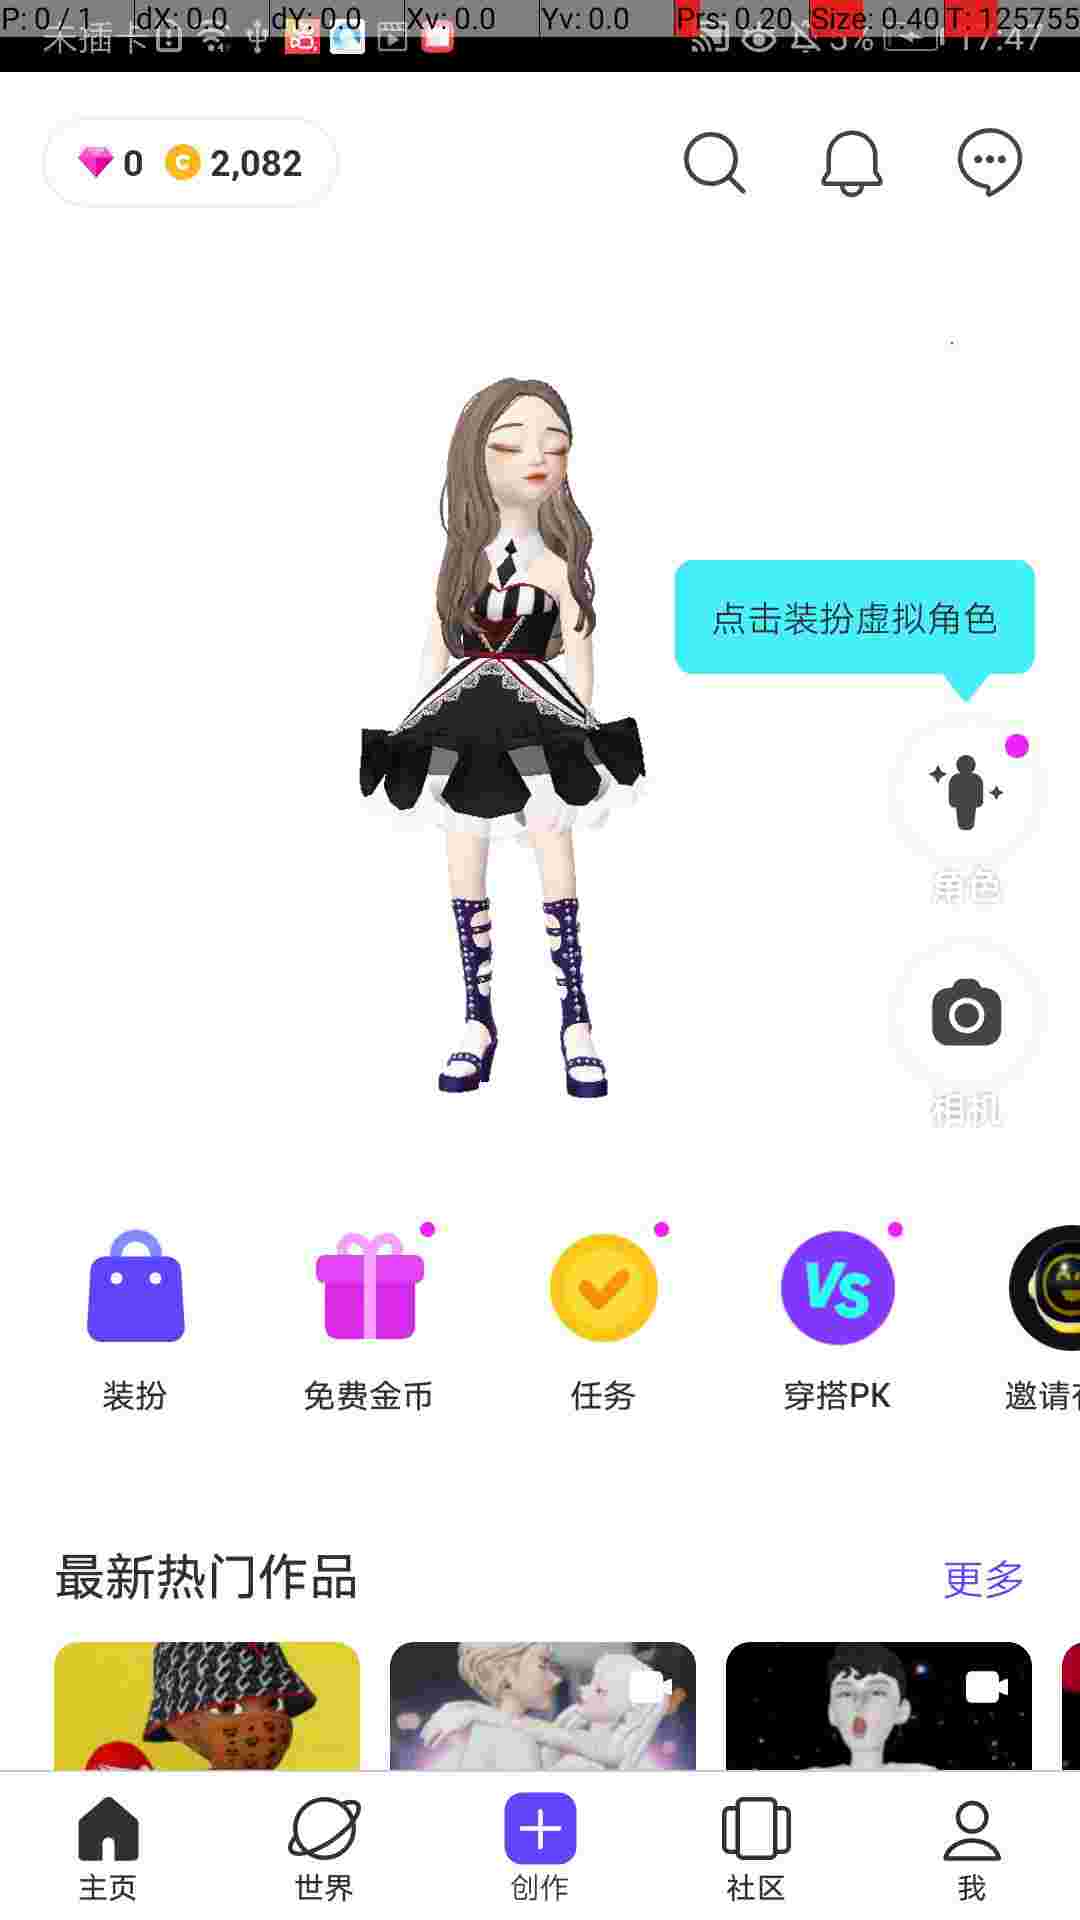 P: 0 / 1 dX: 0.0 dY: 0.0 Xv: 0.0 Yv: 0.0 Prs: 0.20 Size: 0.40 T: 125755
未插卡 5% 17:47
0 C 2,082
点击装扮虚拟角色
角色
相机
VS
装扮 免费金币 任务 穿搭PK 邀请
最新热门作品 更多
主页 世界 创作 社区 我